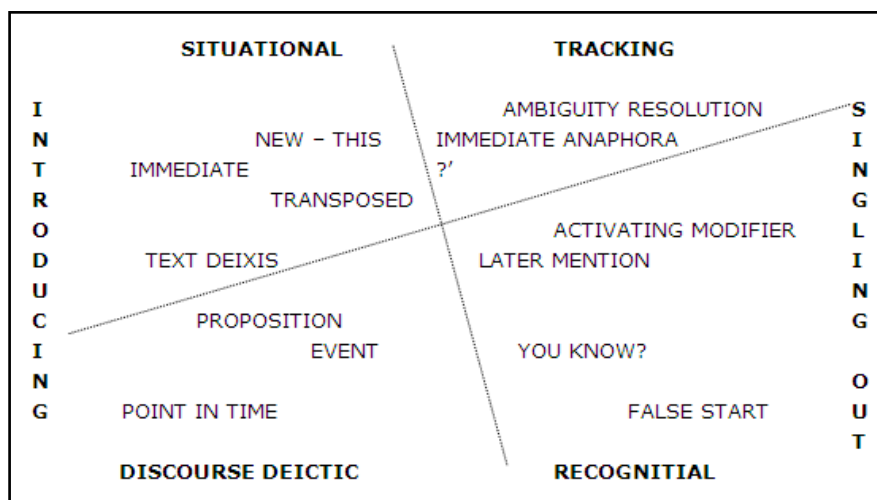 SITUATIONAL TRACKING
INTRODUCING
AMBIGUITY RESOLUTION
NEW – THIS IMMEDIATE ANAPHORA
IMMEDIATE ?’
TRANSPOSED
ACTIVATING MODIFIER
TEXT DEIXIS LATER MENTION
PROPOSITION
EVENT YOU KNOW?
POINT IN TIME FALSE START
SINGLING OUT
DISCOURSE DEICTIC RECOGNITIAL